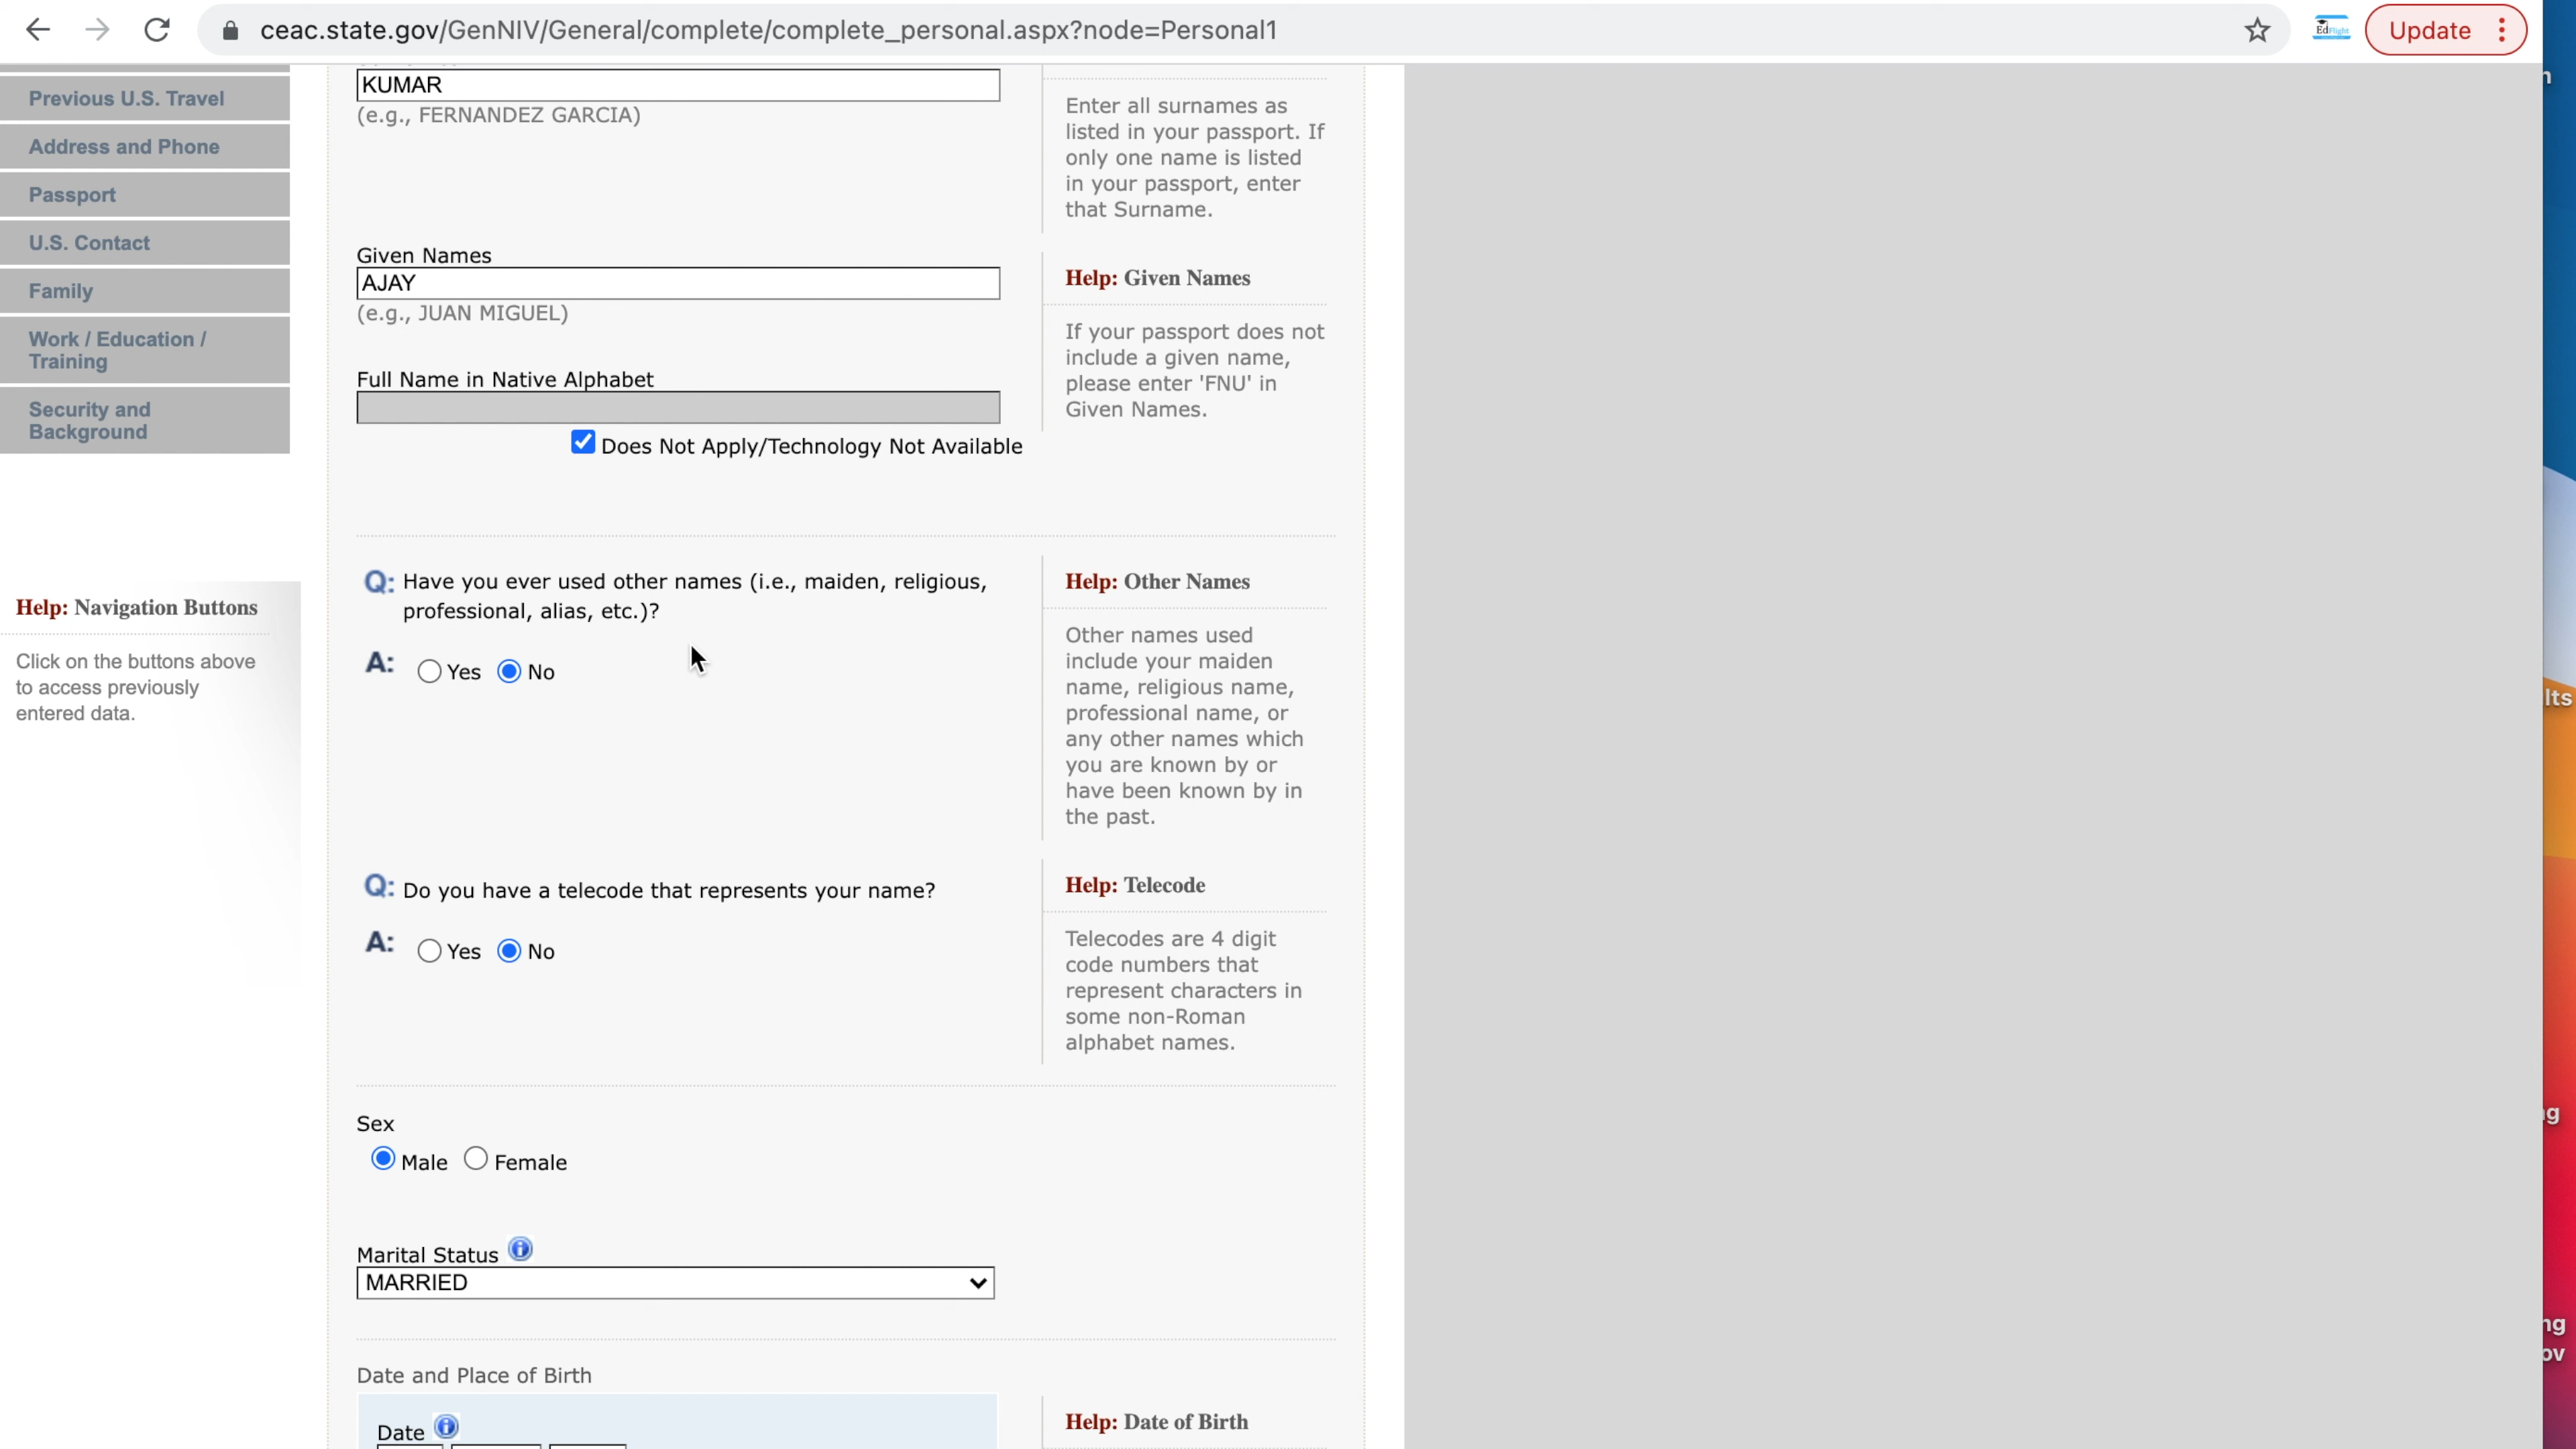 ceac.state.gov/GenNIV/General/complete/complete_personal.aspx?node=Personal1
Update
Previous U.S. Travel
Address and Phone
Passport
U.S. Contact
Family
Work / Education /
Training
Security and
Background
Help: Navigation Buttons
Click on the buttons above
to access previously
entered data.
KUMAR
(e.g., FERNANDEZ GARCIA)
Enter all surnames as
listed in your passport. If
only one name is listed
in your passport, enter
that Surname.
Given Names
AJAY
(e.g., JUAN MIGUEL)
Help: Given Names
If your passport does not
include a given name,
please enter 'FNU' in
Given Names.
Full Name in Native Alphabet
Does Not Apply/Technology Not Available
Q: Have you ever used other names (i.e., maiden, religious,
professional, alias, etc.)?
A: Yes No
Help: Other Names
Other names used
include your maiden
name, religious name,
professional name, or
any other names which
you are known by or
have been known by in
the past.
Q: Do you have a telecode that represents your name?
A: Yes No
Help: Telecode
Telecodes are 4 digit
code numbers that
represent characters in
some non-Roman
alphabet names.
Sex
Male Female
Marital Status
MARRIED
Date and Place of Birth
Date
Help: Date of Birth